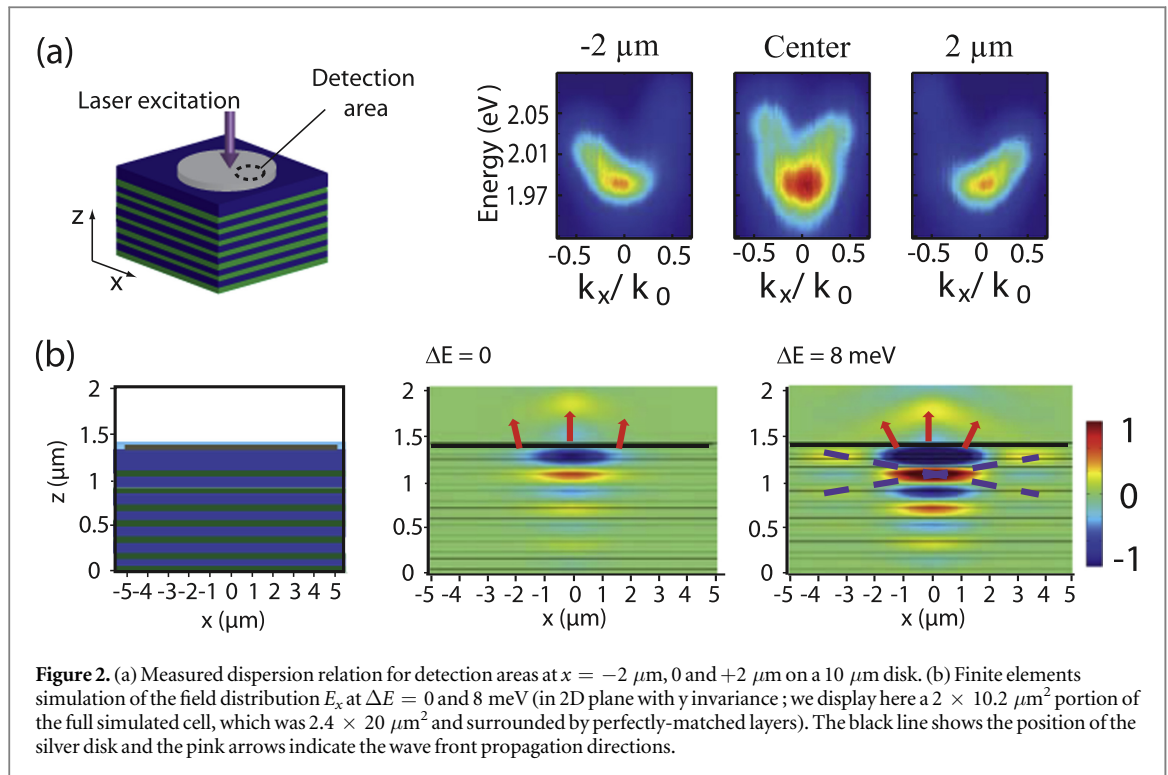 (a)
Laser excitation
Detection
area
z
x
-2 µm
Center
2 µm
Energy (eV)
2.05
2.01
1.97
-0.5 0 0.5
-0.5 0 0.5
-0.5 0 0.5
kx/ k0
kx/ k0
kx/ k0
(b)
ΔE = 0
ΔE = 8 meV
z (µm)
2
1.5
1
0.5
0
-5-4 -3-2-1 0 1 2 3 4 5
x (µm)
2
1.5
1
0.5
0
-5 -4 -3 -2 -1 0 1 2 3 4 5
x (µm)
2
1.5
1
0.5
0
-5 -4 -3 -2 -1 0 1 2 3 4 5
x (µm)
1
0
-1
Figure 2. (a) Measured dispersion relation for detection areas at x = −2 µm, 0 and +2 µm on a 10 µm disk. (b) Finite elements
simulation of the field distribution Ex at ΔE = 0 and 8 meV (in 2D plane with y invariance ; we display here a 2 × 10.2 µm² portion of
the full simulated cell, which was 2.4 × 20 µm² and surrounded by perfectly-matched layers). The black line shows the position of the
silver disk and the pink arrows indicate the wave front propagation directions.